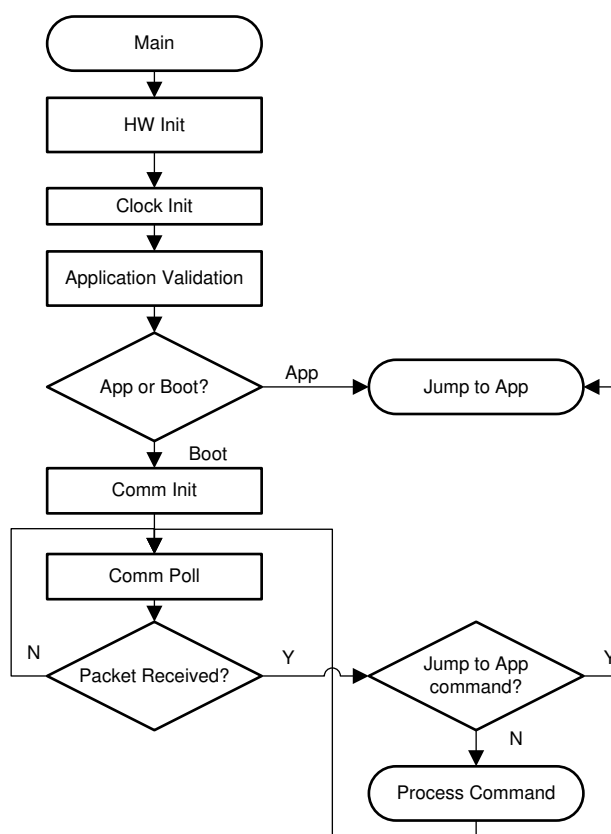 Main
HW Init
Clock Init
Application Validation
App or Boot?
App
Jump to App
Boot
Comm Init
Comm Poll
N
Packet Received?
Y
Jump to App
command?
Y
N
Process Command